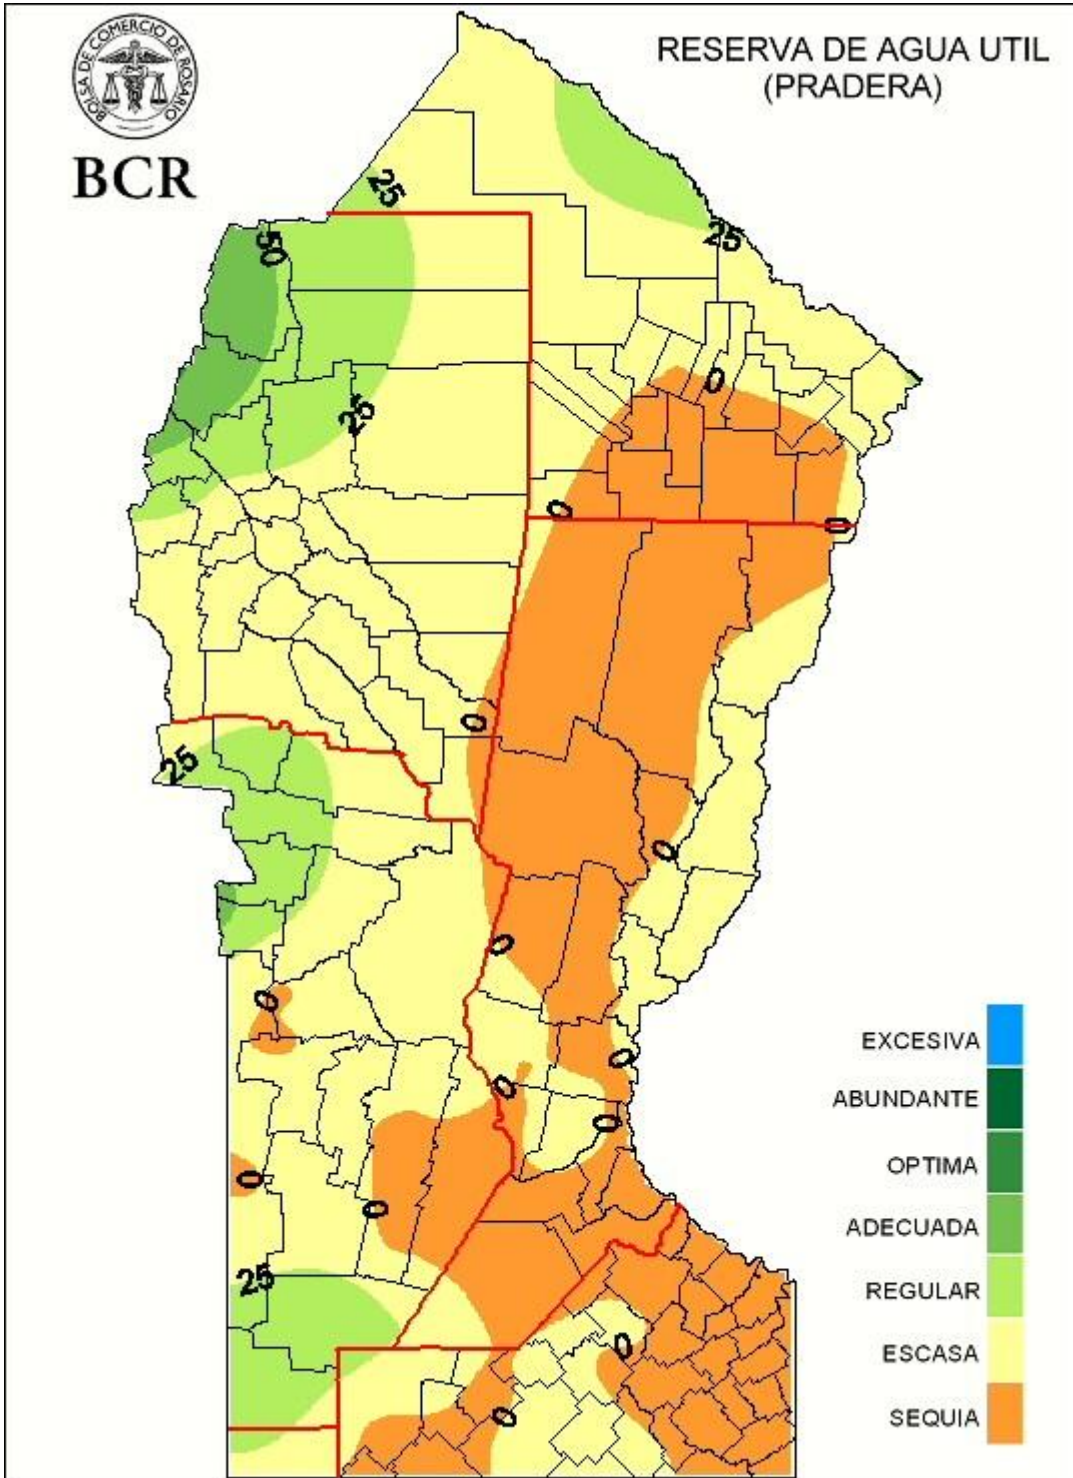 BOLSA DE COMERCIO DE ROSARIO
BCR
RESERVA DE AGUA UTIL
(PRADERA)
25
25
50
25
0
0
0
0
25
0
0
0
0
0
0
0
0
25
0
0
EXCESIVA
ABUNDANTE
OPTIMA
ADECUADA
REGULAR
ESCASA
SEQUIA